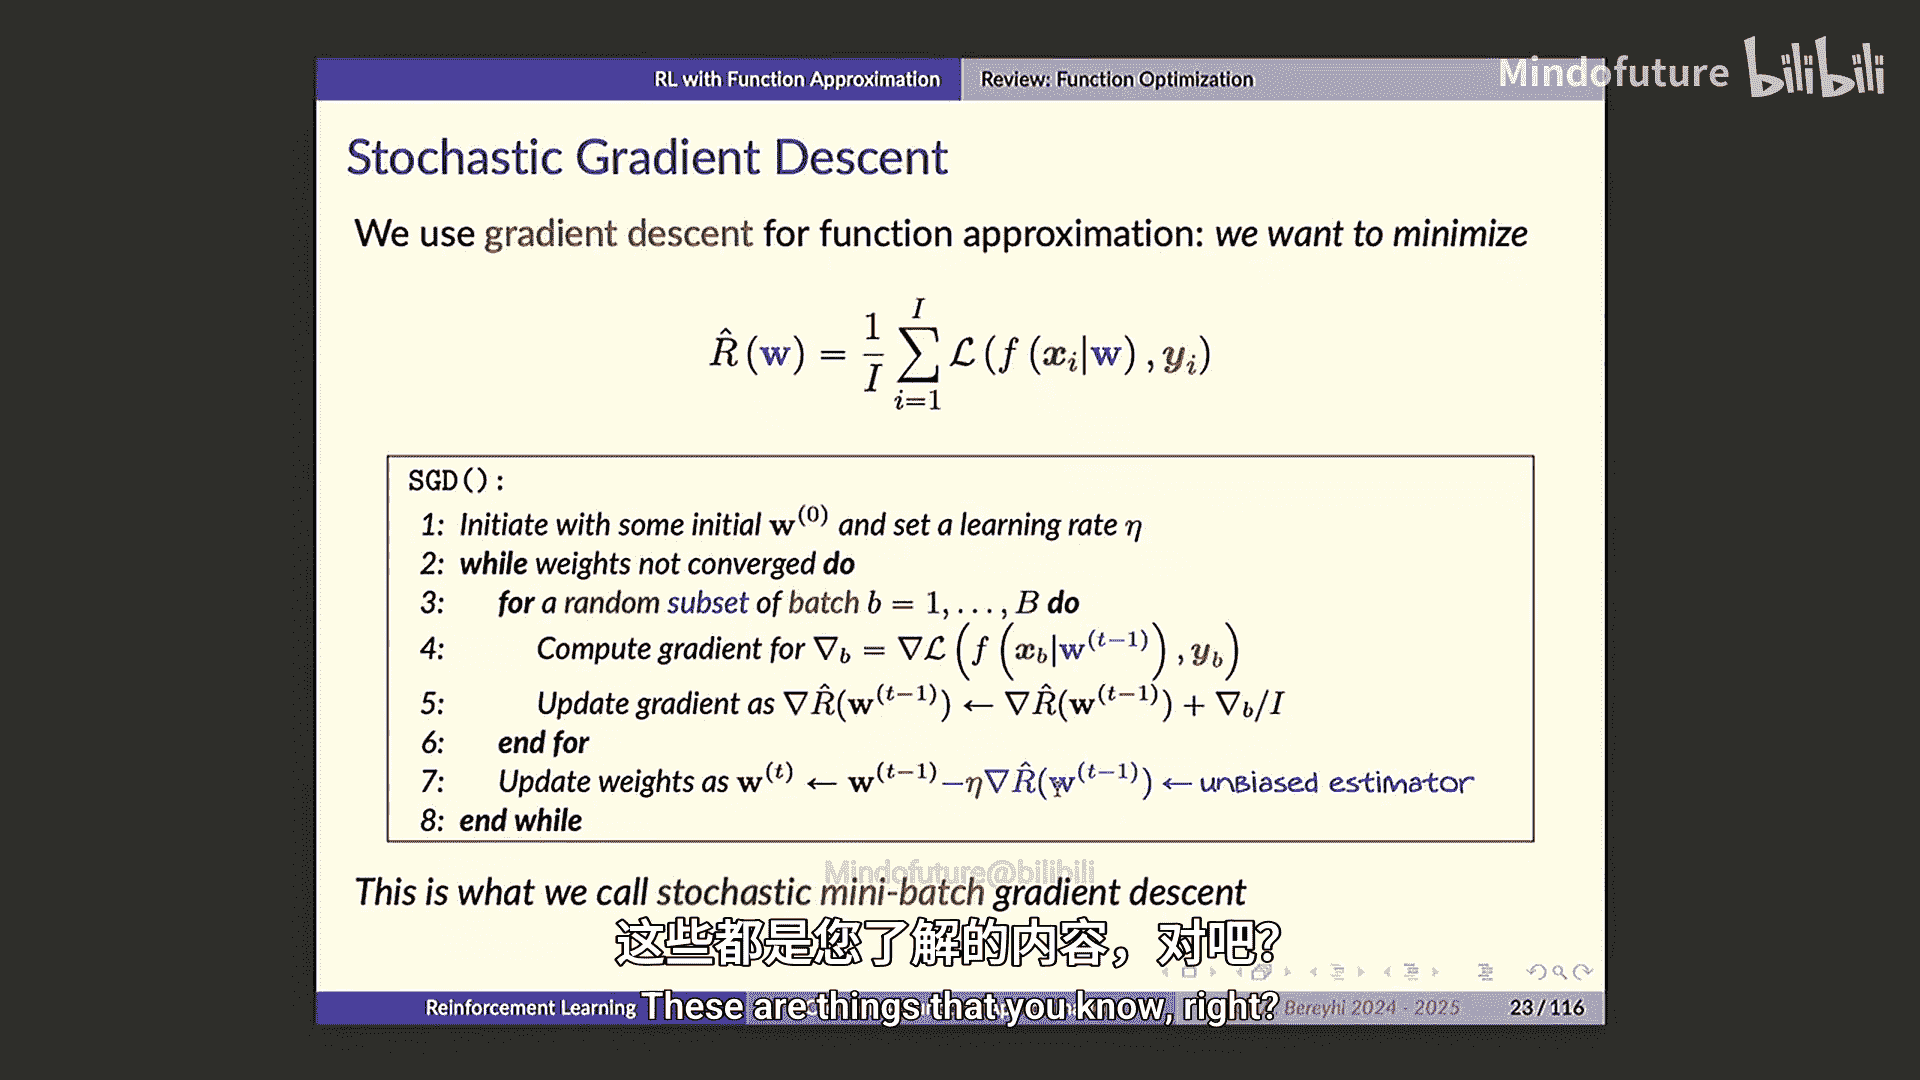 RL with Function Approximation
Review: Function Optimization
Mindofuture bilibili
Stochastic Gradient Descent
We use gradient descent for function approximation: we want to minimize
R̂(w) = 1/I ∑_{i=1}^{I} ℒ(f(x_i|w), y_i)
SGD():
1: Initiate with some initial w^(0) and set a learning rate η
2: while weights not converged do
3: for a random subset of batch b = 1, ..., B do
4: Compute gradient for ∇_b = ∇ℒ(f(x_b|w^(t−1)), y_b)
5: Update gradient as ∇R̂(w^(t−1)) ← ∇R̂(w^(t−1)) + ∇_b/I
6: end for
7: Update weights as w^(t) ← w^(t−1) −η∇R̂(w^(t−1)) ← unBiased estimator
8: end while
Mindofuture@bilibili
This is what we call stochastic mini-batch gradient descent
这些都是您了解的内容，对吧？
Reinforcement Learning
These are things that you know, right?
Bereyhi 2024 - 2025
23 / 116